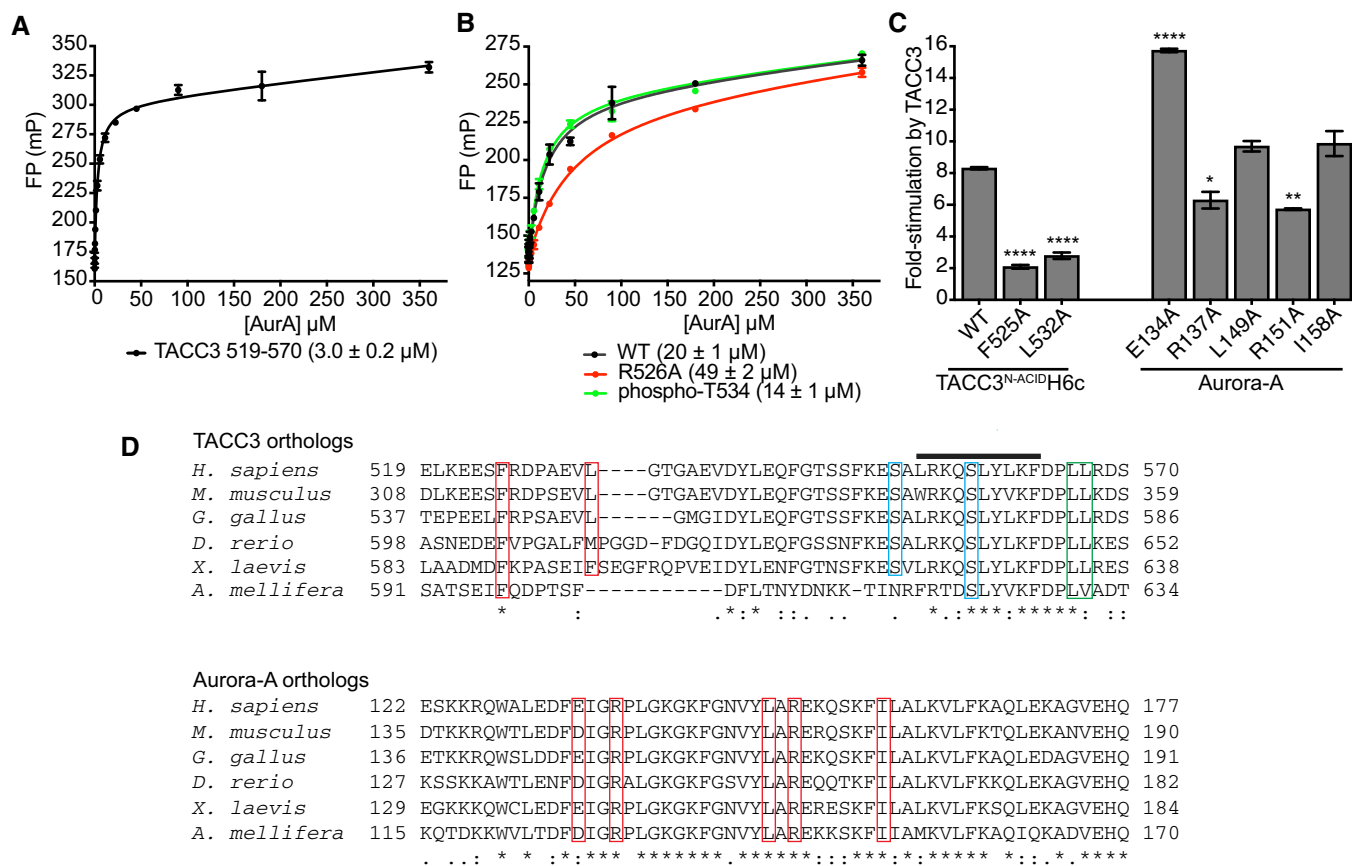 A
FP (mP)
350
325
300
275
250
225
200
175
150
0 50 100 150 200 250 300 350
[AurA] µM
TACC3 519-570 (3.0 ± 0.2 µM)
B
FP (mP)
275
250
225
200
175
150
125
0 50 100 150 200 250 300 350
[AurA] µM
WT (20 ± 1 µM)
R526A (49 ± 2 µM)
phospho-T534 (14 ± 1 µM)
C
Fold-stimulation by TACC3
16
14
12
10
8
6
4
2
0
**** **** **** * **
WT F525A L532A E134A R137A L149A R151A I158A
TACC3N-ACIDH6c Aurora-A
D
TACC3 orthologs
H. sapiens 519 ELKEESFRDPAEVL----GTGAEVDYLEQFGTSSFKESALRKQSLYLKFDPLLRDS 570
M. musculus 308 DLKEESFRDPSEVL----GTGAEVDYLEQFGTSSFKESAWRKQSLYVKFDPLLKDS 359
G. gallus 537 TEPEELFRPSAEVL------GMGIDYLEQFGTSSFKESALRKQSLYLKFDPLLRDS 586
D. rerio 598 ASNEDEFVPGALFMPGGD-FDGQIDYLEQFGSSNFKESALRKQSLYLKFDPLLKES 652
X. laevis 583 LAADMDFKPASEIFSEGFRQPVEIDYLENFGTNSFKESVLRKQSLYLKFDPLLRES 638
A. mellifera 591 SATSEIFQDPTSF-----------DFLTNYDNKK-TINRFRTDSLYVKFDPLVADT 634
* : .*:* :: . .. . * .:***.******: :
Aurora-A orthologs
H. sapiens 122 ESKKRQWALEDFEIGRPLGKGKFGNVYLAREKQSKFILALKVLFKAQLEKAGVEHQ 177
M. musculus 135 DTKKRQWTLEDFDIGRPLGKGKFGNVYLARERQSKFILALKVLFKTQLEKANVEHQ 190
G. gallus 136 ETKKRQWSLDDFEIGRPLGKGKFGNVYLAREKQSKFILALKVLFKAQLEDAGVEHQ 191
D. rerio 127 KSSKKAWTLENFDIGRALGKGKFGSVYLAREQQTKFILALKVLFKKQLEKAGVEHQ 182
X. laevis 129 EGKKKQWCLEDFEIGRPLGKGKFGNVYLARERESKFILALKVLFKSQLEKAGVEHQ 184
A. mellifera 115 KQTDKKWVLTDFDIGRPLGKGKFGNVYLAREKKSKFIIAMKVLFKAQIQKADVEHQ 170
. ..: * * :*:*** *******.******:::***:*:***** *::.*.****